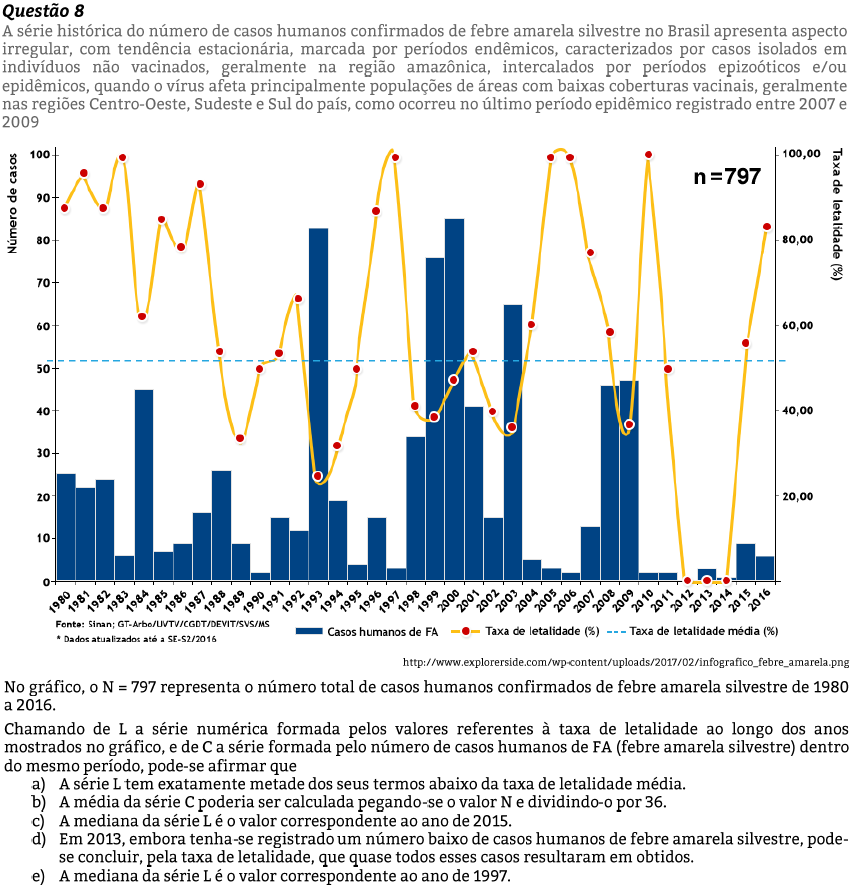 Questão 8
A série histórica do número de casos humanos confirmados de febre amarela silvestre no Brasil apresenta aspecto
irregular, com tendência estacionária, marcada por períodos endêmicos, caracterizados por casos isolados em
indivíduos não vacinados, geralmente na região amazônica, intercalados por períodos epizoóticos e/ou
epidêmicos, quando o vírus afeta principalmente populações de áreas com baixas coberturas vacinais, geralmente
nas regiões Centro-Oeste, Sudeste e Sul do país, como ocorreu no último período epidêmico registrado entre 2007 e
2009
Número de casos
100
90
80
70
60
50
40
30
20
10
0
n=797
100,00
80,00
60,00
40,00
20,00
Taxa de letalidade (%)
1980 1981 1982 1983 1984 1985 1986 1987 1988 1989 1990 1991 1992 1993 1994 1995 1996 1997 1998 1999 2000 2001 2002 2003 2004 2005 2006 2007 2008 2009 2010 2011 2012 2013 2014 2015 2016
Fonte: Sinan; GT-Arbo/UVTV/CGDT/DEVIT/SVS/MS
* Dados atualizados até a SE-52/2016
Casos humanos de FA Taxa de letalidade (%) Taxa de letalidade média (%)
http://www.explorerside.com/wp-content/uploads/2017/02/infografico_febre_amarela.png
No gráfico, o N = 797 representa o número total de casos humanos confirmados de febre amarela silvestre de 1980
a 2016.
Chamando de L a série numérica formada pelos valores referentes à taxa de letalidade ao longo dos anos
mostrados no gráfico, e de C a série formada pelo número de casos humanos de FA (febre amarela silvestre) dentro
do mesmo período, pode-se afirmar que
a) A série L tem exatamente metade dos seus termos abaixo da taxa de letalidade média.
b) A média da série C poderia ser calculada pegando-se o valor N e dividindo-o por 36.
c) A mediana da série L é o valor correspondente ao ano de 2015.
d) Em 2013, embora tenha-se registrado um número baixo de casos humanos de febre amarela silvestre, pode-
se concluir, pela taxa de letalidade, que quase todos esses casos resultaram em obtidos.
e) A mediana da série L é o valor correspondente ao ano de 1997.